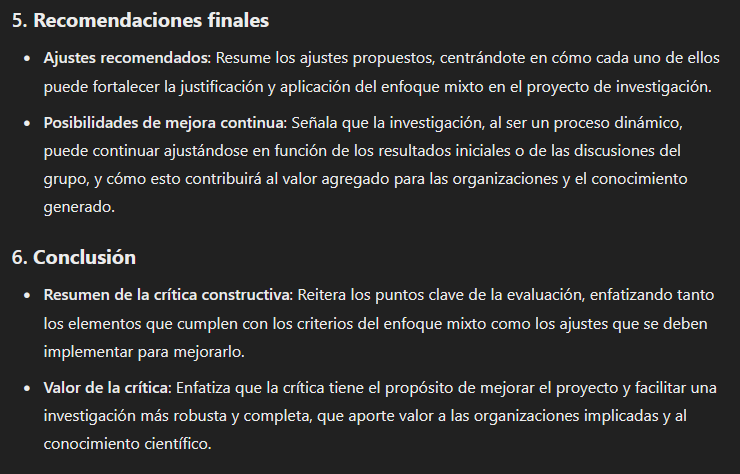 5. Recomendaciones finales
• Ajustes recomendados: Resume los ajustes propuestos, centrándote en cómo cada uno de ellos
puede fortalecer la justificación y aplicación del enfoque mixto en el proyecto de investigación.
• Posibilidades de mejora continua: Señala que la investigación, al ser un proceso dinámico,
puede continuar ajustándose en función de los resultados iniciales o de las discusiones del
grupo, y cómo esto contribuirá al valor agregado para las organizaciones y el conocimiento
generado.
6. Conclusión
• Resumen de la crítica constructiva: Reitera los puntos clave de la evaluación, enfatizando tanto
los elementos que cumplen con los criterios del enfoque mixto como los ajustes que se deben
implementar para mejorarlo.
• Valor de la crítica: Enfatiza que la crítica tiene el propósito de mejorar el proyecto y facilitar una
investigación más robusta y completa, que aporte valor a las organizaciones implicadas y al
conocimiento científico.